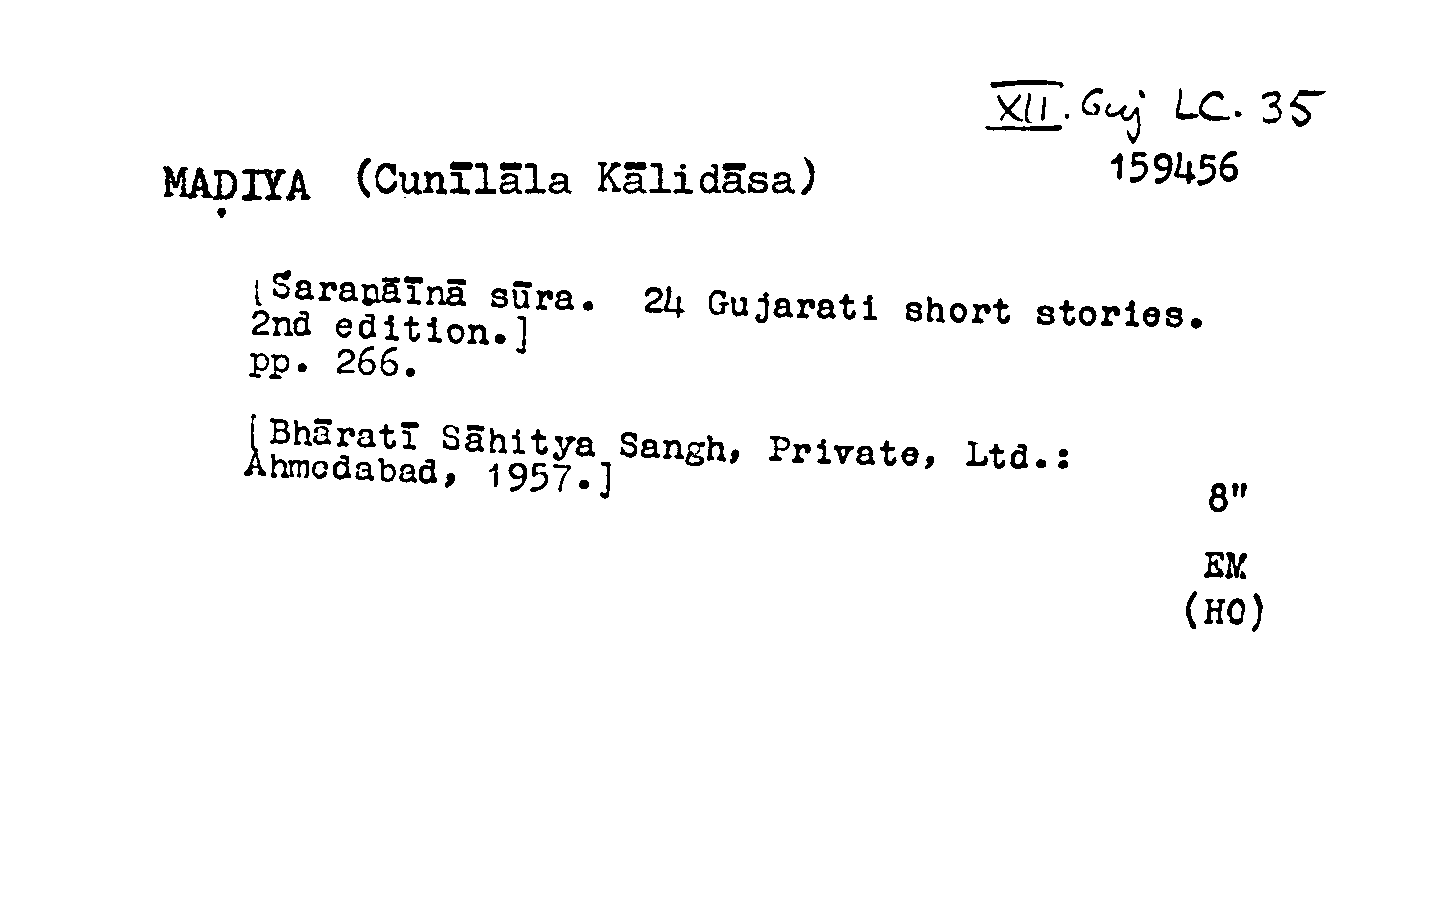 XII. Guj LC. 35
159456
MAḌIYA (Cunīlāla Kālidāsa)
[Śaraṇāīnā sūra. 24 Gujarati short stories.
2nd edition.]
pp. 266.
[Bhāratī Sāhitya Sangh, Private, Ltd.:
Ahmedabad, 1957.]
8"
EM
(HO)